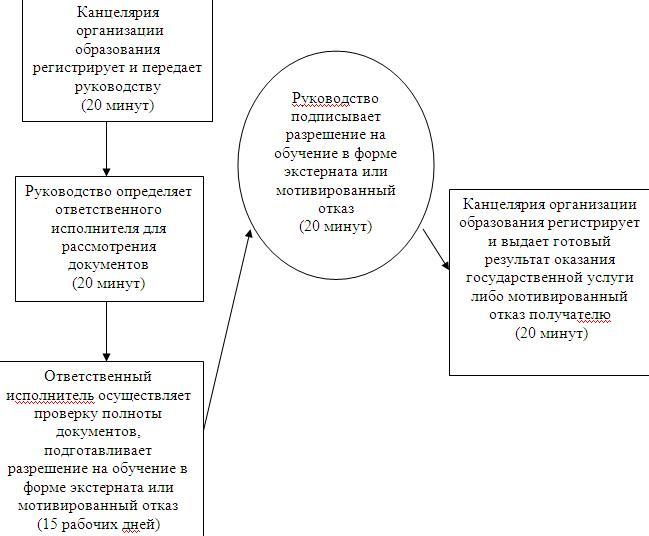 Канцелярия
организации
образования
регистрирует и передает
руководству
(20 минут)
Руководство определяет
ответственного
исполнителя для
рассмотрения
документов
(20 минут)
Ответственный
исполнитель осуществляет
проверку полноты
документов,
подготавливает
разрешение на обучение в
форме экстерната или
мотивированный отказ
(15 рабочих дней)
Руководство
подписывает
разрешение на
обучение в форме
экстерната или
мотивированный
отказ
(20 минут)
Канцелярия организации
образования регистрирует
и выдает готовый
результат оказания
государственной услуги
либо мотивированный
отказ получателю
(20 минут)